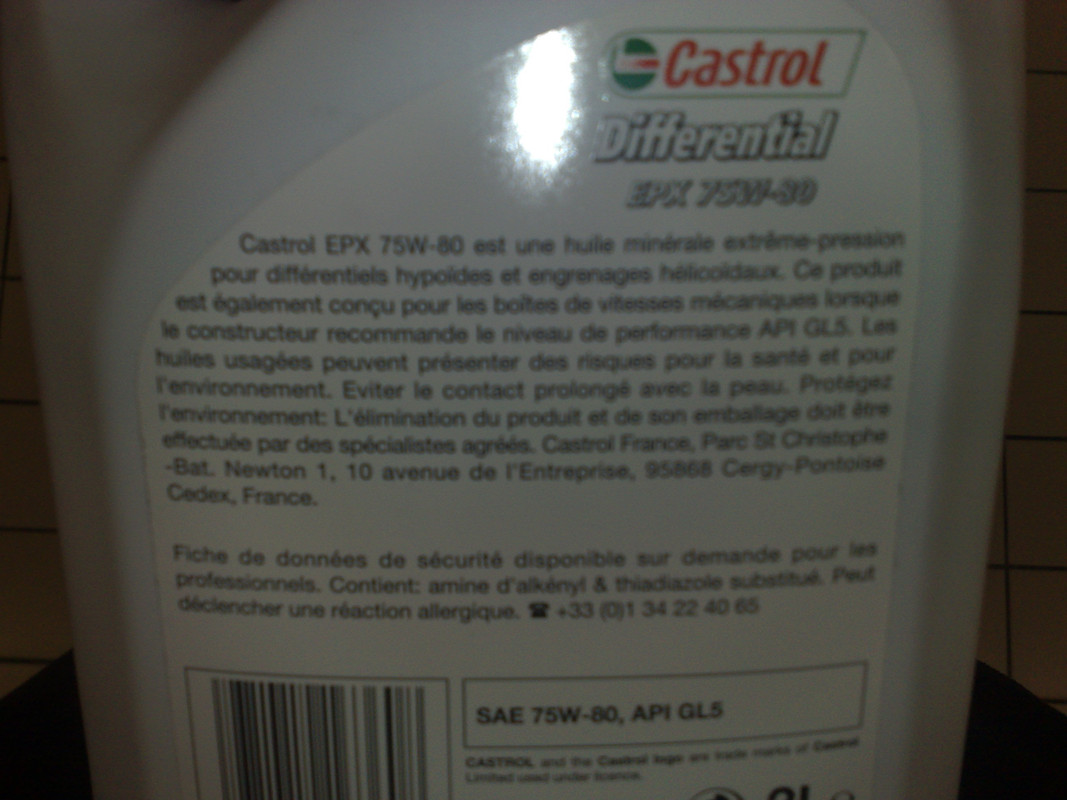 Castrol
Differential
EPX 75W-80
Castrol EPX 75W-80 est une huile minérale extrême-pression
pour différentiels hypoïdes et engrenages hélicoïdaux. Ce produit
est également conçu pour les boîtes de vitesses mécaniques lorsque
le constructeur recommande le niveau de performance API GL5. Les
huiles usagées peuvent présenter des risques pour la santé et pour
l'environnement. Eviter le contact prolongé avec la peau. Protégez
l'environnement: L'élimination du produit et de son emballage doit être
effectuée par des spécialistes agréés. Castrol France, Parc St Christophe
-Bat. Newton 1, 10 avenue de l'Entreprise, 95868 Cergy-Pontoise
Cedex, France.
Fiche de données de sécurité disponible sur demande pour les
professionnels. Contient: amine d'alkényl & thiadiazole substitué. Peut
déclencher une réaction allergique. ☎ +33 (0)1 34 22 40 65
SAE 75W-80, API GL5
CASTROL and the Castrol logo are trade marks of Castrol
Limited used under licence.
2L